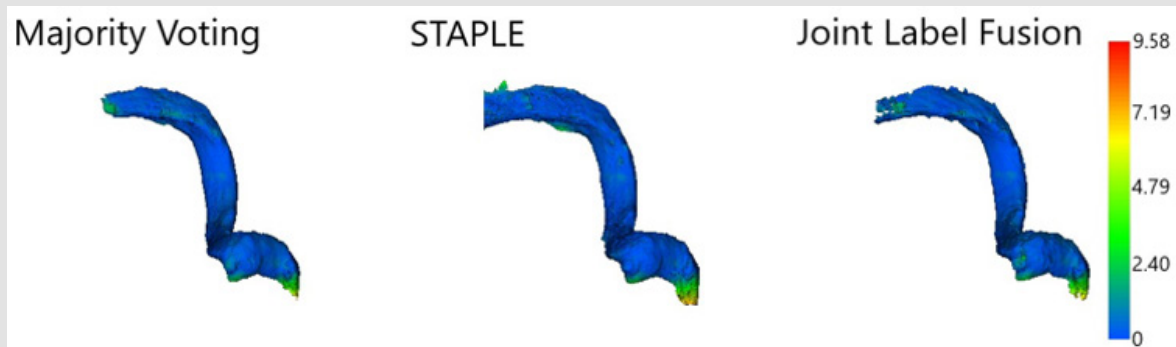 Majority Voting
STAPLE
Joint Label Fusion
9.58
7.19
4.79
2.40
0